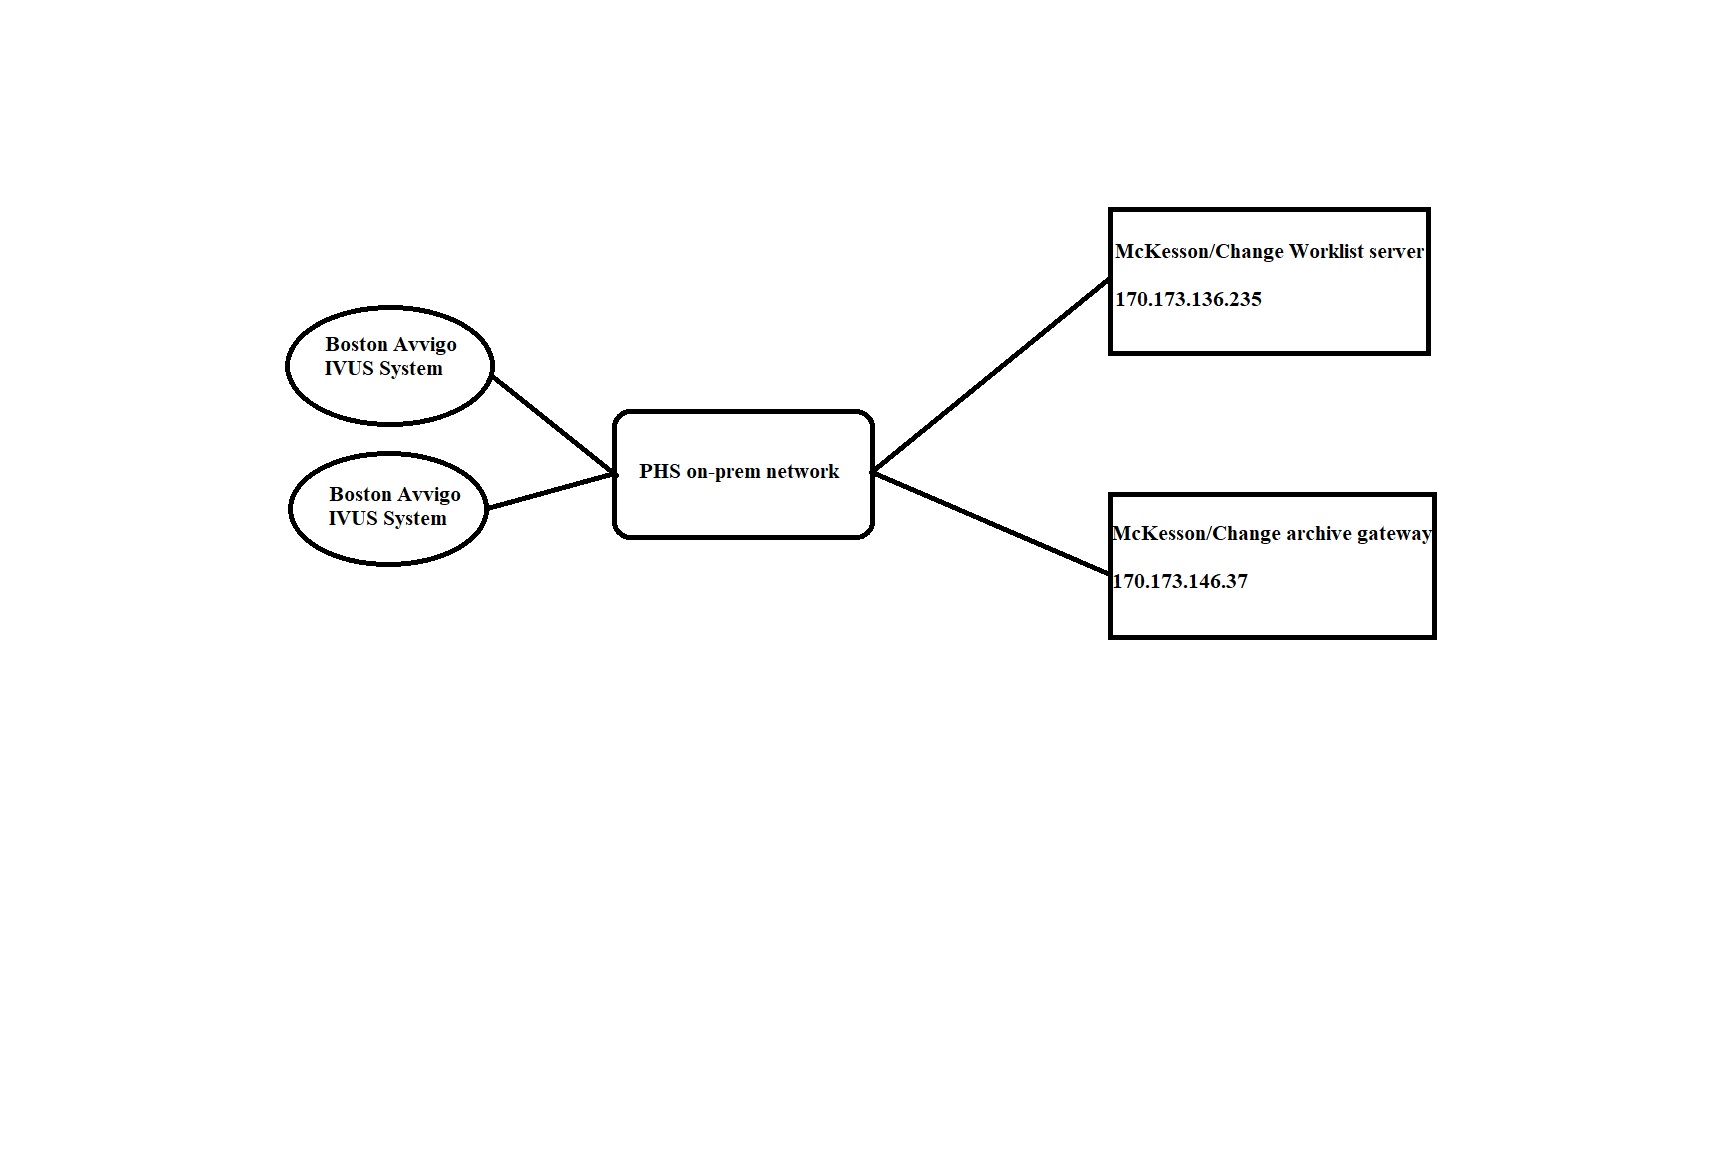 Boston Avvigo
IVUS System
Boston Avvigo
IVUS System
PHS on-prem network
McKesson/Change Worklist server
170.173.136.235
McKesson/Change archive gateway
170.173.146.37